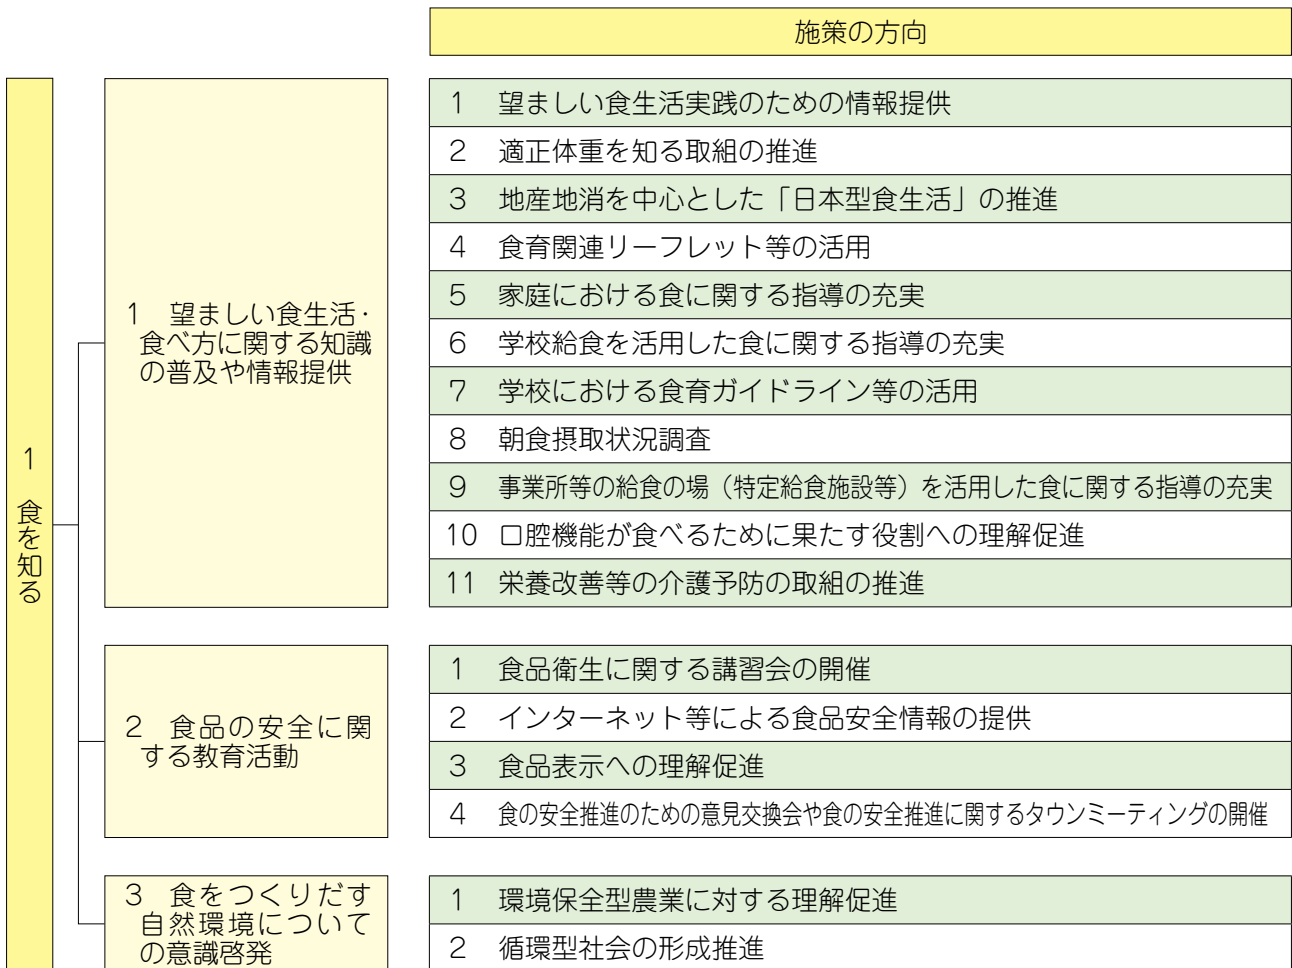 施策の方向
1 食を知る
1 望ましい食生活・
食べ方に関する知識
の普及や情報提供
1 望ましい食生活実践のための情報提供
2 適正体重を知る取組の推進
3 地産地消を中心とした「日本型食生活」の推進
4 食育関連リーフレット等の活用
5 家庭における食に関する指導の充実
6 学校給食を活用した食に関する指導の充実
7 学校における食育ガイドライン等の活用
8 朝食摂取状況調査
9 事業所等の給食の場（特定給食施設等）を活用した食に関する指導の充実
10 口腔機能が食べるために果たす役割への理解促進
11 栄養改善等の介護予防の取組の推進
2 食品の安全に関
する教育活動
1 食品衛生に関する講習会の開催
2 インターネット等による食品安全情報の提供
3 食品表示への理解促進
4 食の安全推進のための意見交換会や食の安全推進に関するタウンミーティングの開催
3 食をつくりだす
自然環境について
の意識啓発
1 環境保全型農業に対する理解促進
2 循環型社会の形成推進